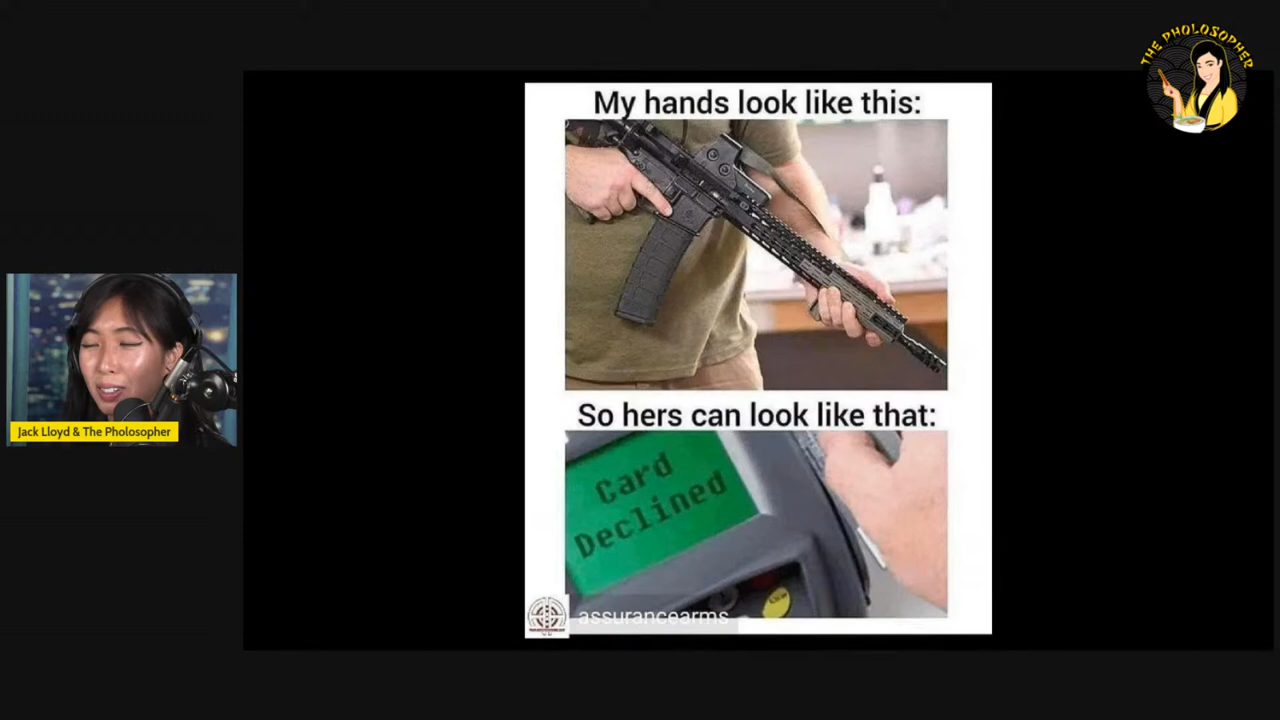 THE PHOLOSOPHER
My hands look like this:
So hers can look like that:
Card
Declined
assurancearms
Jack Lloyd & The Pholosopher